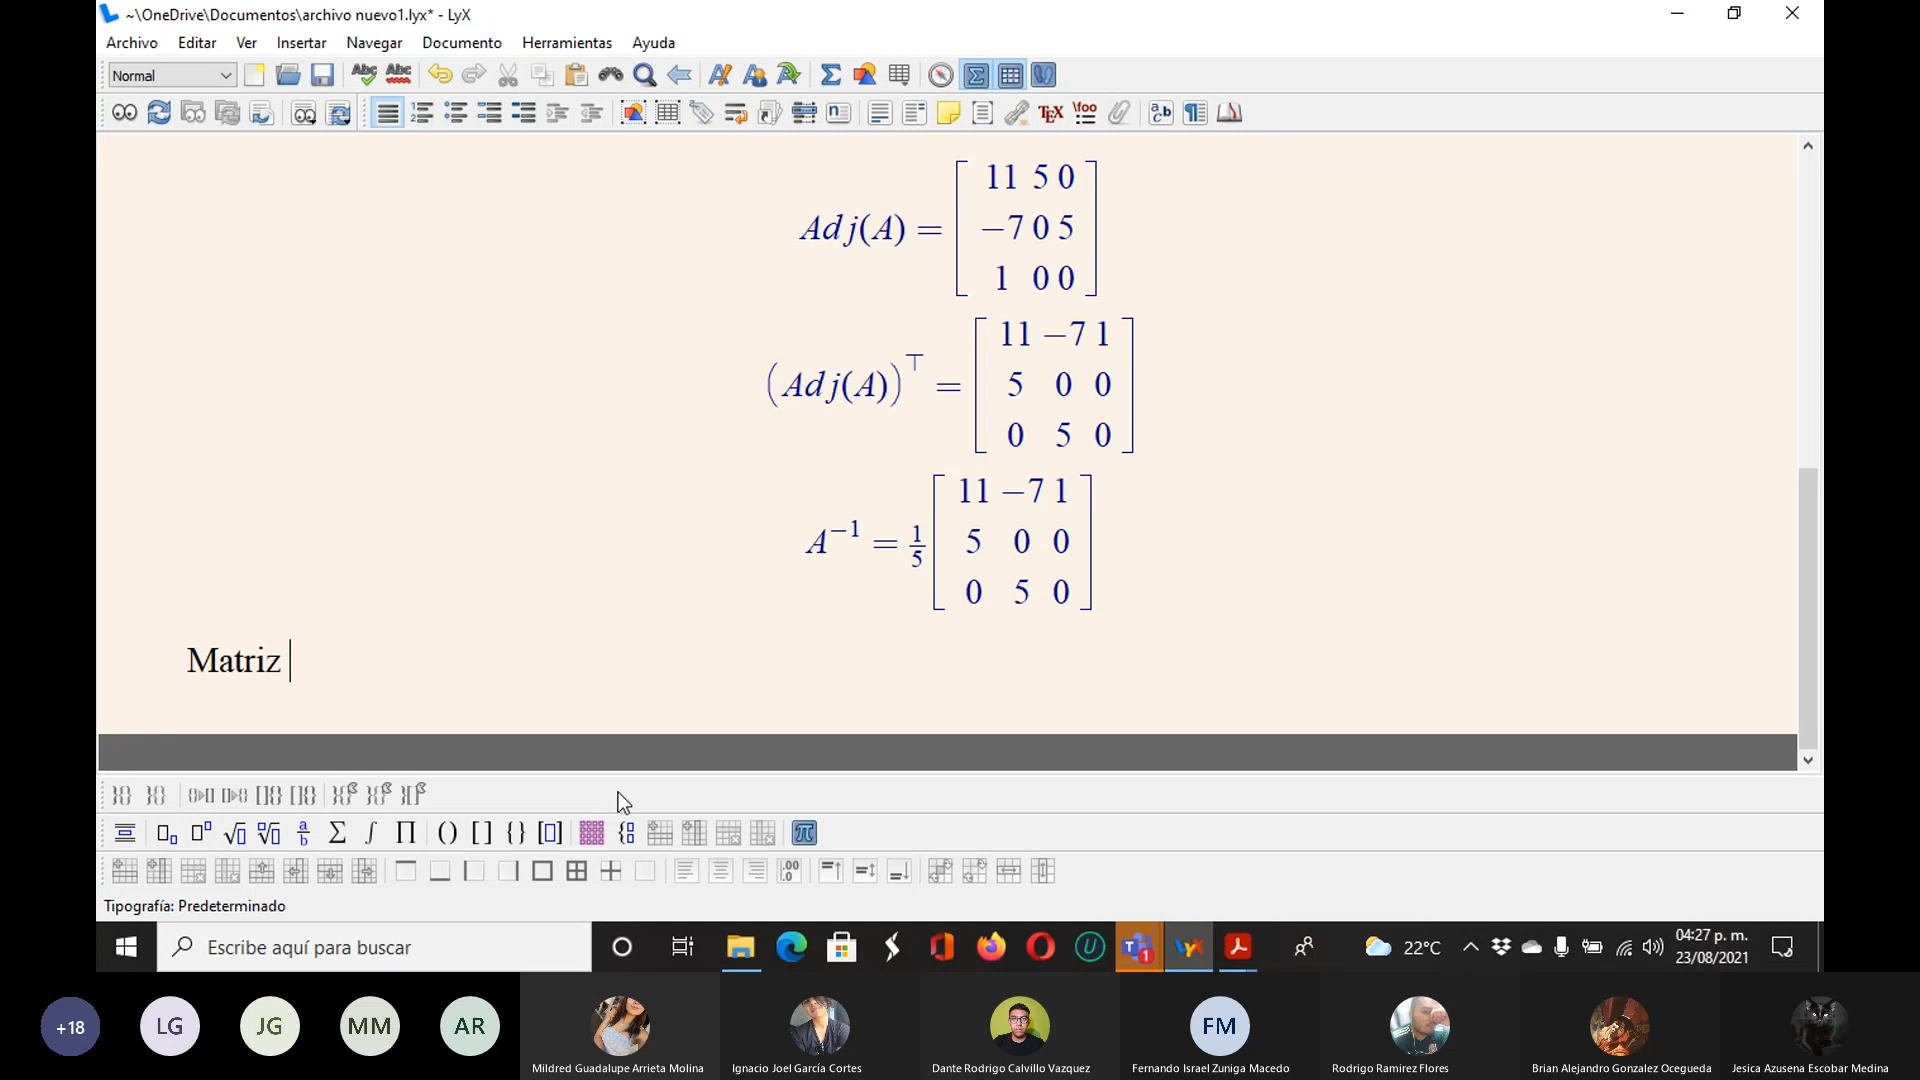 ~\OneDrive\Documentos\archivo nuevo1.lyx* - LyX
Archivo Editar Ver Insertar Navegar Documento Herramientas Ayuda
Normal
Adj(A) = [ 11 5 0
−7 0 5
1 0 0 ]
(Adj(A))⊤ = [ 11 −7 1
5 0 0
0 5 0 ]
A−1 = 1/5 [ 11 −7 1
5 0 0
0 5 0 ]
Matriz
Tipografía: Predeterminado
Escribe aquí para buscar
22°C
04:27 p. m.
23/08/2021
+18 LG JG MM AR FM
Mildred Guadalupe Arrieta Molina
Ignacio Joel García Cortes
Dante Rodrigo Calvillo Vazquez
Fernando Israel Zuniga Macedo
Rodrigo Ramirez Flores
Brian Alejandro Gonzalez Ocegueda
Jesica Azusena Escobar Medina